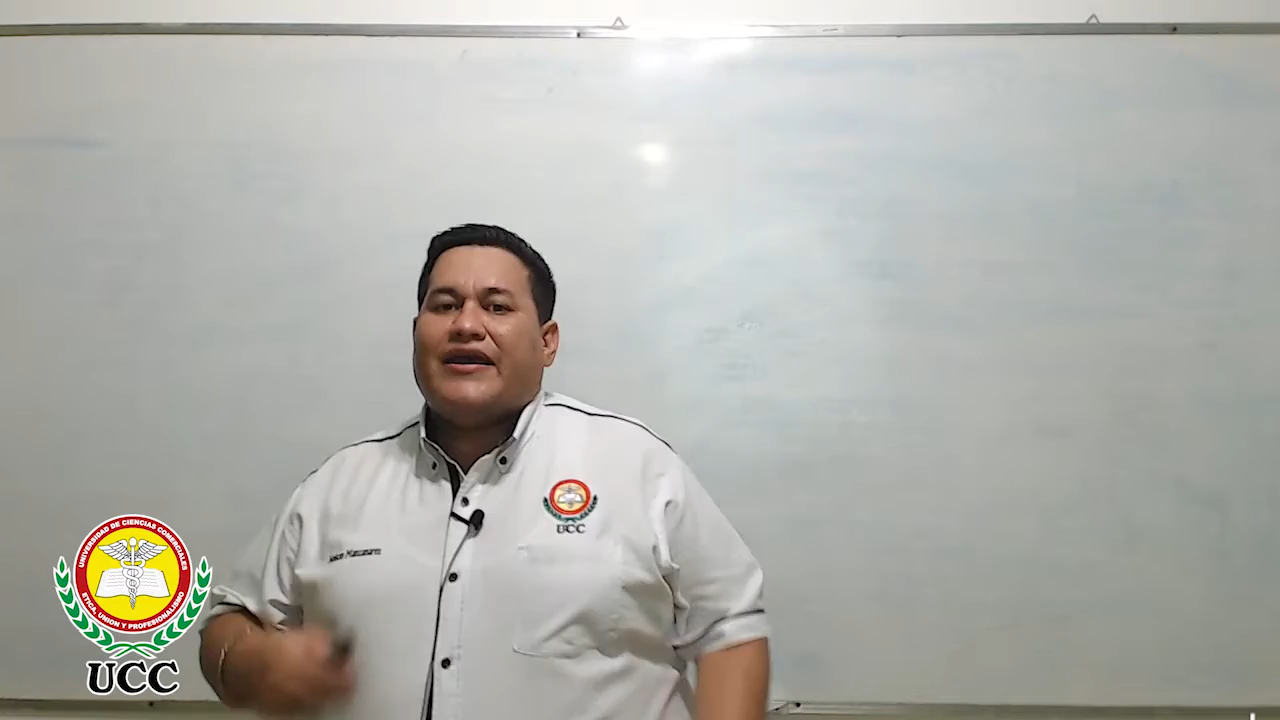 UCC
UNIVERSIDAD DE CIENCIAS COMERCIALES
ETICA, UNION Y PROFESIONALISMO
UCC